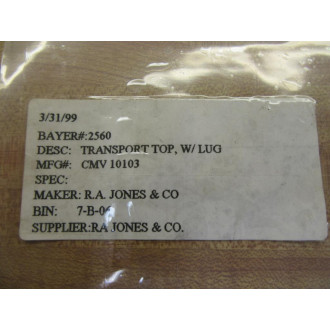 3/31/99
BAYER#:2560
DESC: TRANSPORT TOP, W/ LUG
MFG#: CMV 10103
SPEC:
MAKER: R.A. JONES & CO
BIN:
SUPPLIER:RA JONES & CO.